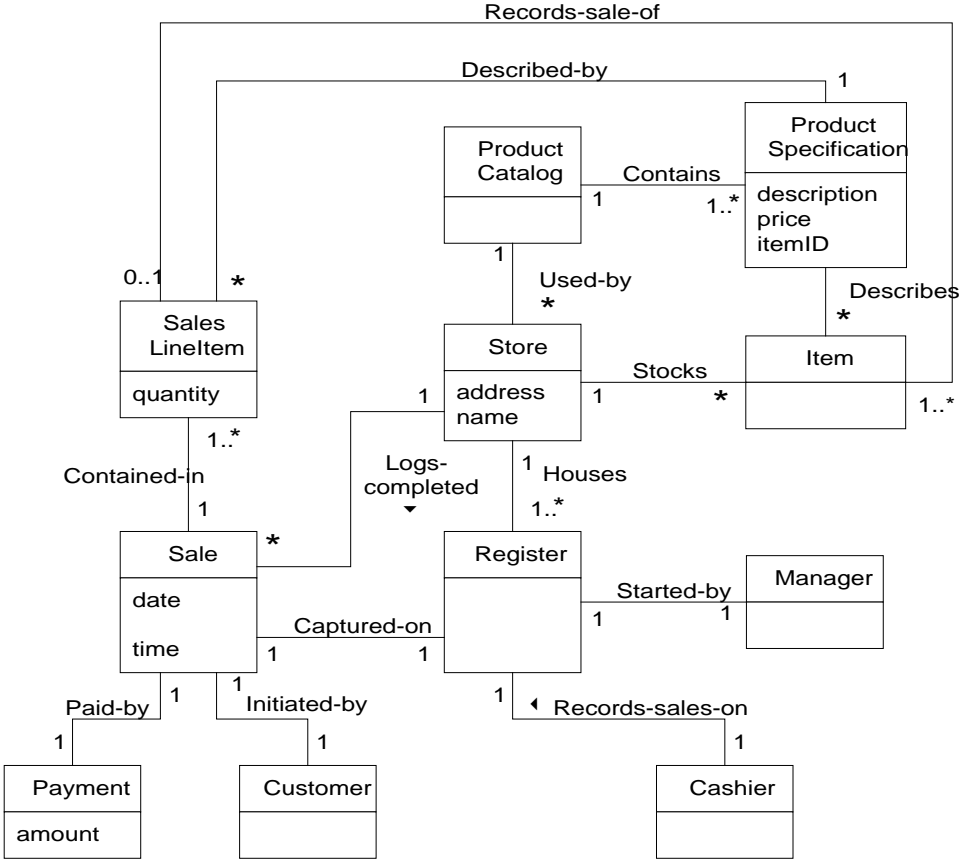 Records-sale-of
Described-by
1
Product
Specification
description
price
itemID
Product
Catalog
Contains
1
1..*
1
Used-by
*
0..1
*
Describes
*
Sales
LineItem
quantity
Store
address
name
Stocks
1
*
Item
1..*
1
1..*
Contained-in
1
Logs-
completed
1
Houses
1..*
Sale
date
time
*
Register
Started-by
1
1
Manager
Captured-on
1
1
Paid-by
1
1
Initiated-by
1
1
1
Records-sales-on
1
Payment
amount
Customer
Cashier